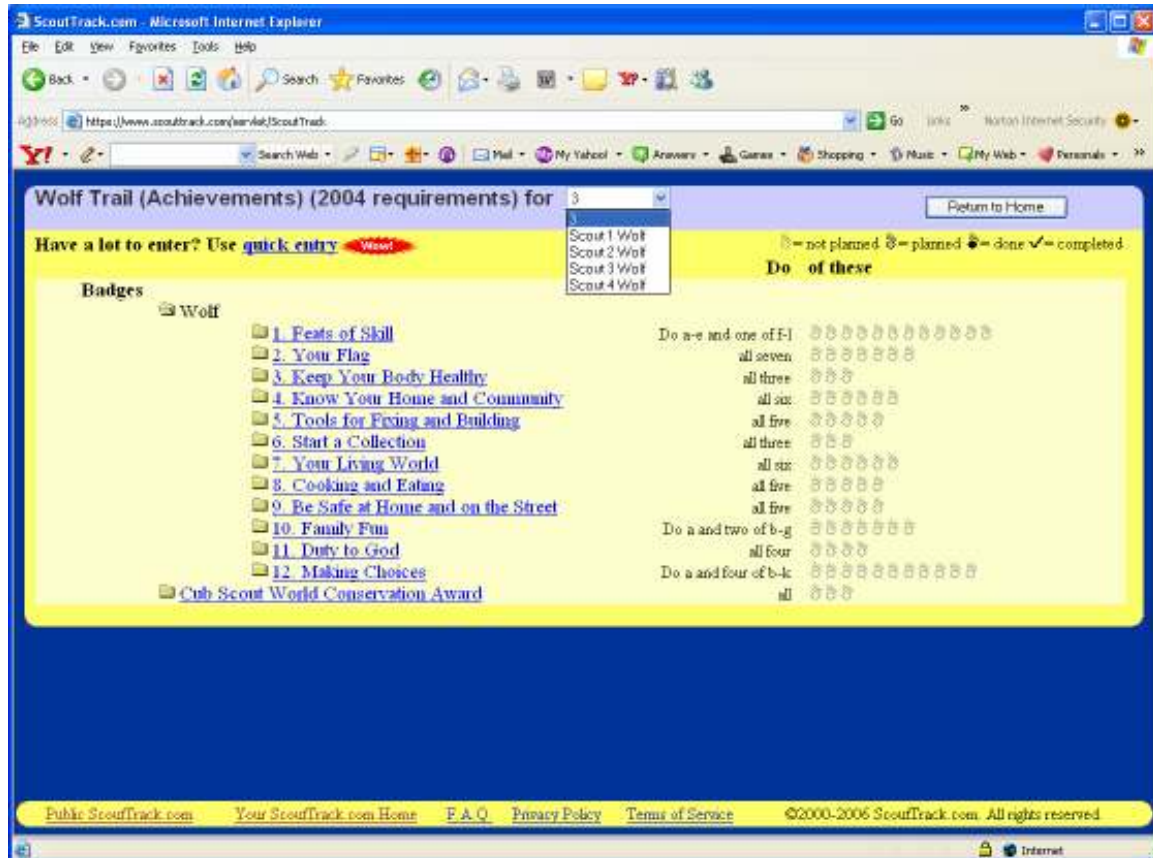 ScoutTrack.com - Microsoft Internet Explorer
File Edit View Favorites Tools Help
Back Search Favorites
Address https://www.scouttrack.com/servlet/ScoutTrack Go Links Norton Internet Security
Y! Search Web Mail My Yahoo! Answers Games Shopping Music My Web Personals
Wolf Trail (Achievements) (2004 requirements) for 3 Return to Home
3
Scout 1 Wolf
Scout 2 Wolf
Scout 3 Wolf
Scout 4 Wolf
Have a lot to enter? Use quick entry Wow! = not planned = planned = done ✓= completed
Do of these
Badges
Wolf
1. Feats of Skill Do a-e and one of f-l
2. Your Flag all seven
3. Keep Your Body Healthy all three
4. Know Your Home and Community all six
5. Tools for Fixing and Building all five
6. Start a Collection all three
7. Your Living World all six
8. Cooking and Eating all five
9. Be Safe at Home and on the Street all five
10. Family Fun Do a and two of b-g
11. Duty to God all four
12. Making Choices Do a and four of b-k
Cub Scout World Conservation Award all
Public ScoutTrack.com Your ScoutTrack.com Home F.A.Q. Privacy Policy Terms of Service ©2000-2006 ScoutTrack.com. All rights reserved.
Internet